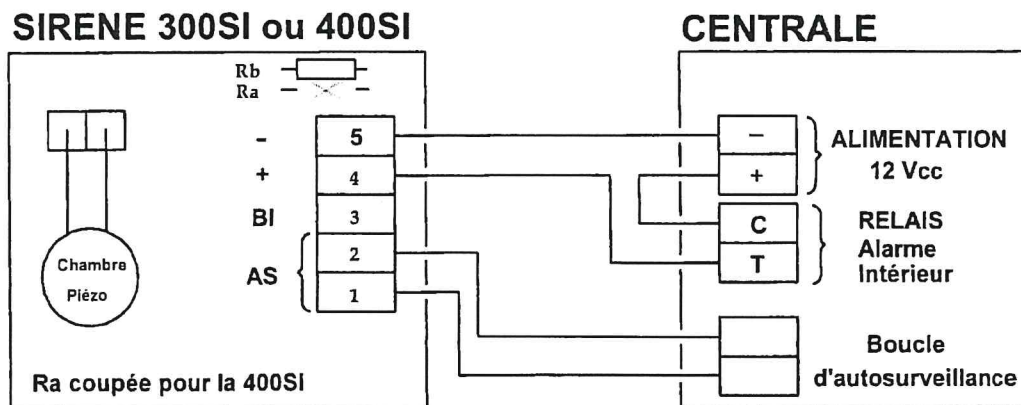 SIRENE 300SI ou 400SI
CENTRALE
Rb
Ra
- 5
+ 4
BI 3
AS
2
1
Chambre
Piézo
Ra coupée pour la 400SI
−
+
ALIMENTATION
12 Vcc
C
T
RELAIS
Alarme
Intérieur
Boucle
d'autosurveillance